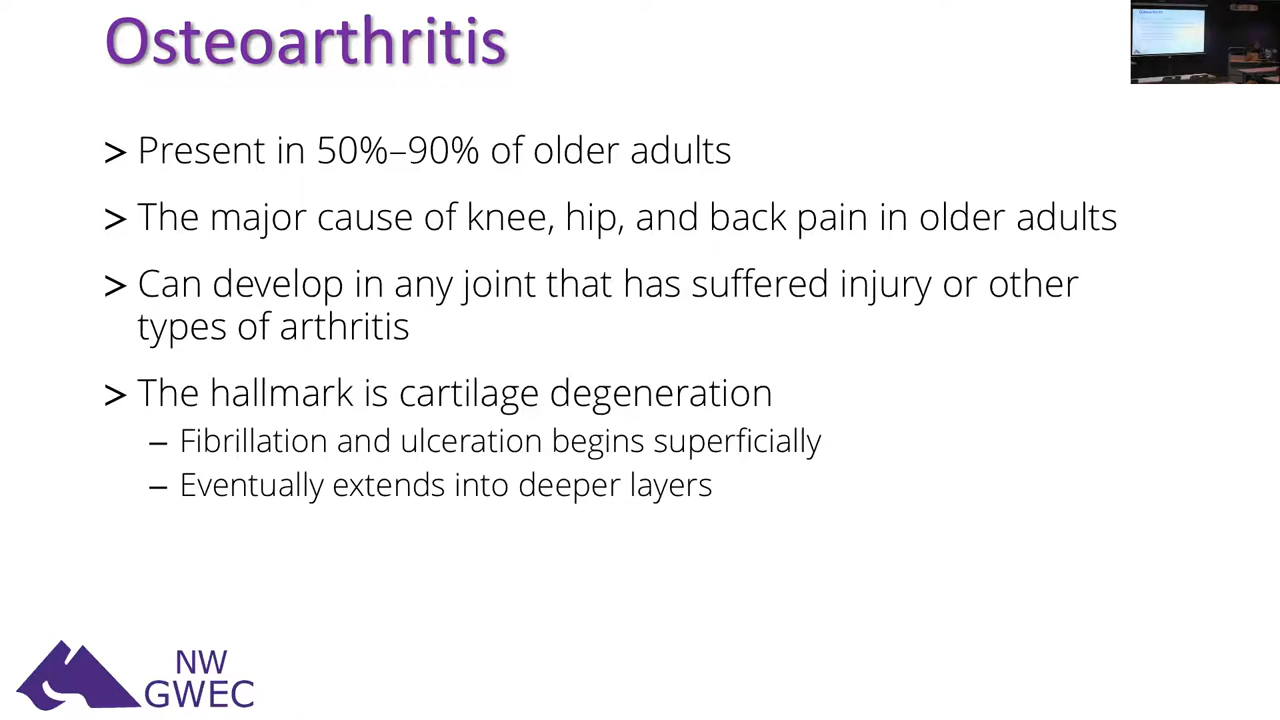 Osteoarthritis
> Present in 50%–90% of older adults
> The major cause of knee, hip, and back pain in older adults
> Can develop in any joint that has suffered injury or other
types of arthritis
> The hallmark is cartilage degeneration
– Fibrillation and ulceration begins superficially
– Eventually extends into deeper layers
NW
GWEC